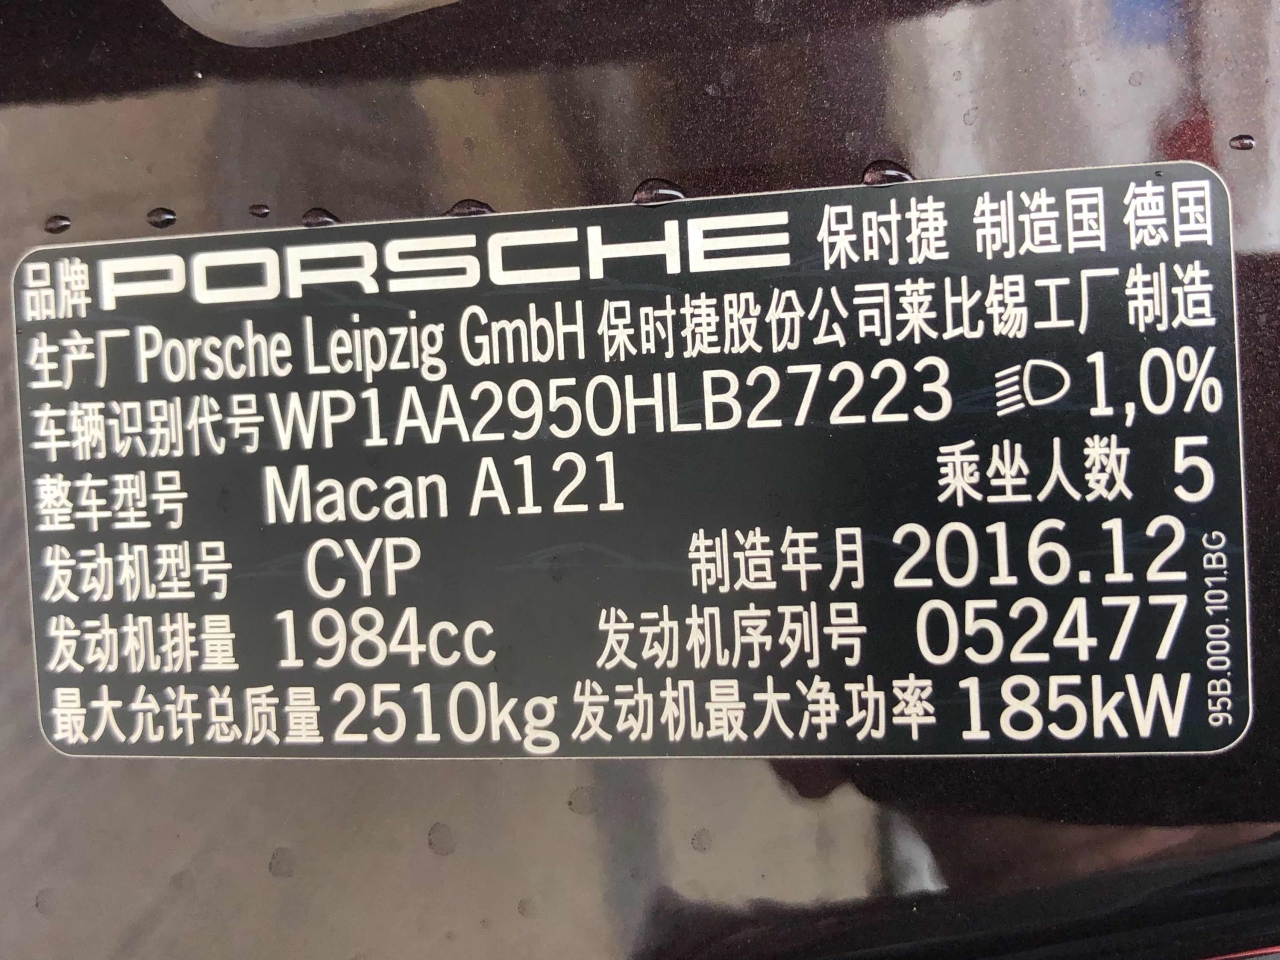 品牌 PORSCHE 保时捷 制造国 德国
生产厂 Porsche Leipzig GmbH 保时捷股份公司莱比锡工厂 制造
车辆识别代号 WP1AA2950HLB27223 1,0%
整车型号 Macan A121 乘坐人数 5
发动机型号 CYP 制造年月 2016.12
发动机排量 1984cc 发动机序列号 052477
最大允许总质量 2510kg 发动机最大净功率 185kW
95B.000.101.BG